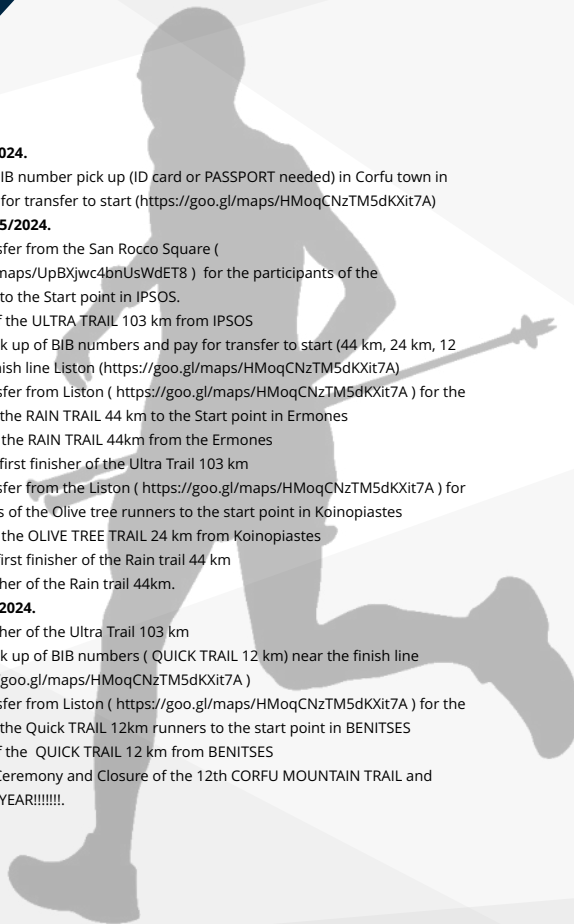 024.
IB number pick up (ID card or PASSPORT needed) in Corfu town in
for transfer to start (https://goo.gl/maps/HMoqCNzTM5dKXit7A)
5/2024.
sfer from the San Rocco Square (
maps/UpBXjwc4bnUsWdET8 ) for the participants of the
to the Start point in IPSOS.
f the ULTRA TRAIL 103 km from IPSOS
k up of BIB numbers and pay for transfer to start (44 km, 24 km, 12
nish line Liston (https://goo.gl/maps/HMoqCNzTM5dKXit7A)
sfer from Liston ( https://goo.gl/maps/HMoqCNzTM5dKXit7A ) for the
the RAIN TRAIL 44 km to the Start point in Ermones
the RAIN TRAIL 44km from the Ermones
first finisher of the Ultra Trail 103 km
sfer from the Liston ( https://goo.gl/maps/HMoqCNzTM5dKXit7A ) for
s of the Olive tree runners to the start point in Koinopiastes
the OLIVE TREE TRAIL 24 km from Koinopiastes
first finisher of the Rain trail 44 km
her of the Rain trail 44km.
2024.
her of the Ultra Trail 103 km
k up of BIB numbers ( QUICK TRAIL 12 km) near the finish line
goo.gl/maps/HMoqCNzTM5dKXit7A )
sfer from Liston ( https://goo.gl/maps/HMoqCNzTM5dKXit7A ) for the
the Quick TRAIL 12km runners to the start point in BENITSES
f the QUICK TRAIL 12 km from BENITSES
Ceremony and Closure of the 12th CORFU MOUNTAIN TRAIL and
YEAR!!!!!!!.